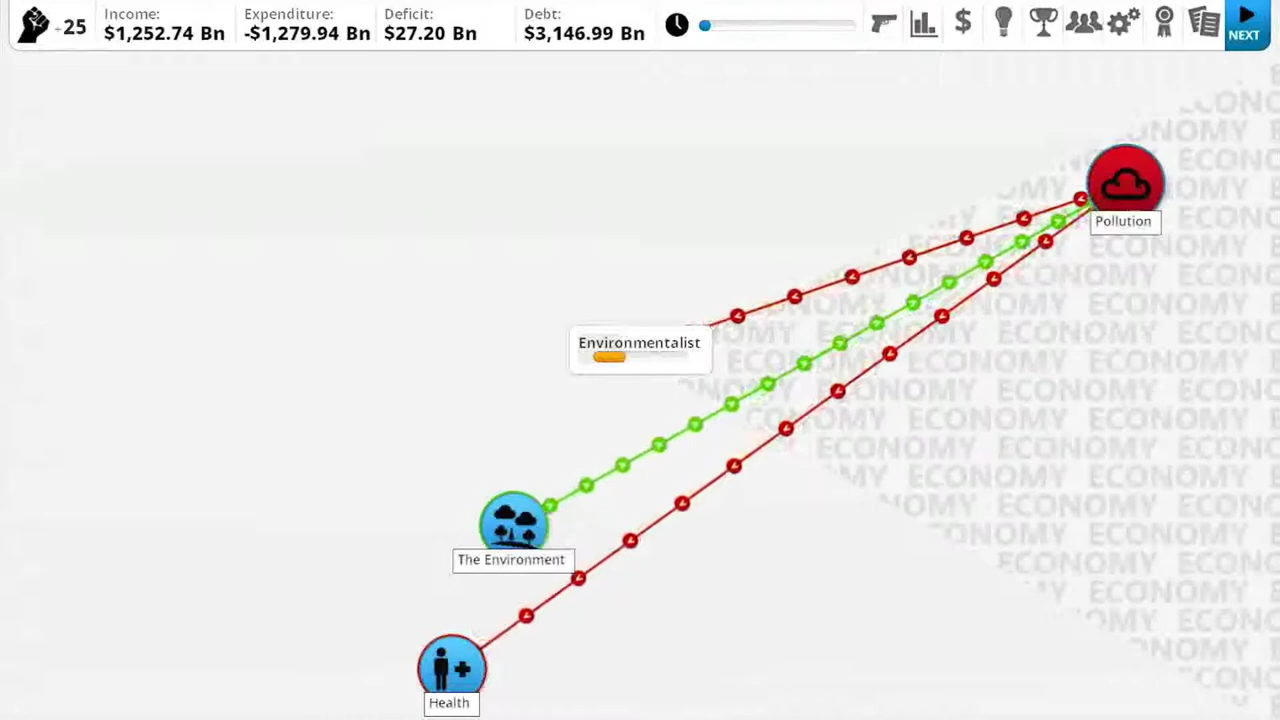 Income:
$1,252.74 Bn
Expenditure:
-$1,279.94 Bn
Deficit:
$27.20 Bn
Debt:
$3,146.99 Bn
25
NEXT
Pollution
Environmentalist
The Environment
Health
ECONOMY ECONOMY ECONOMY